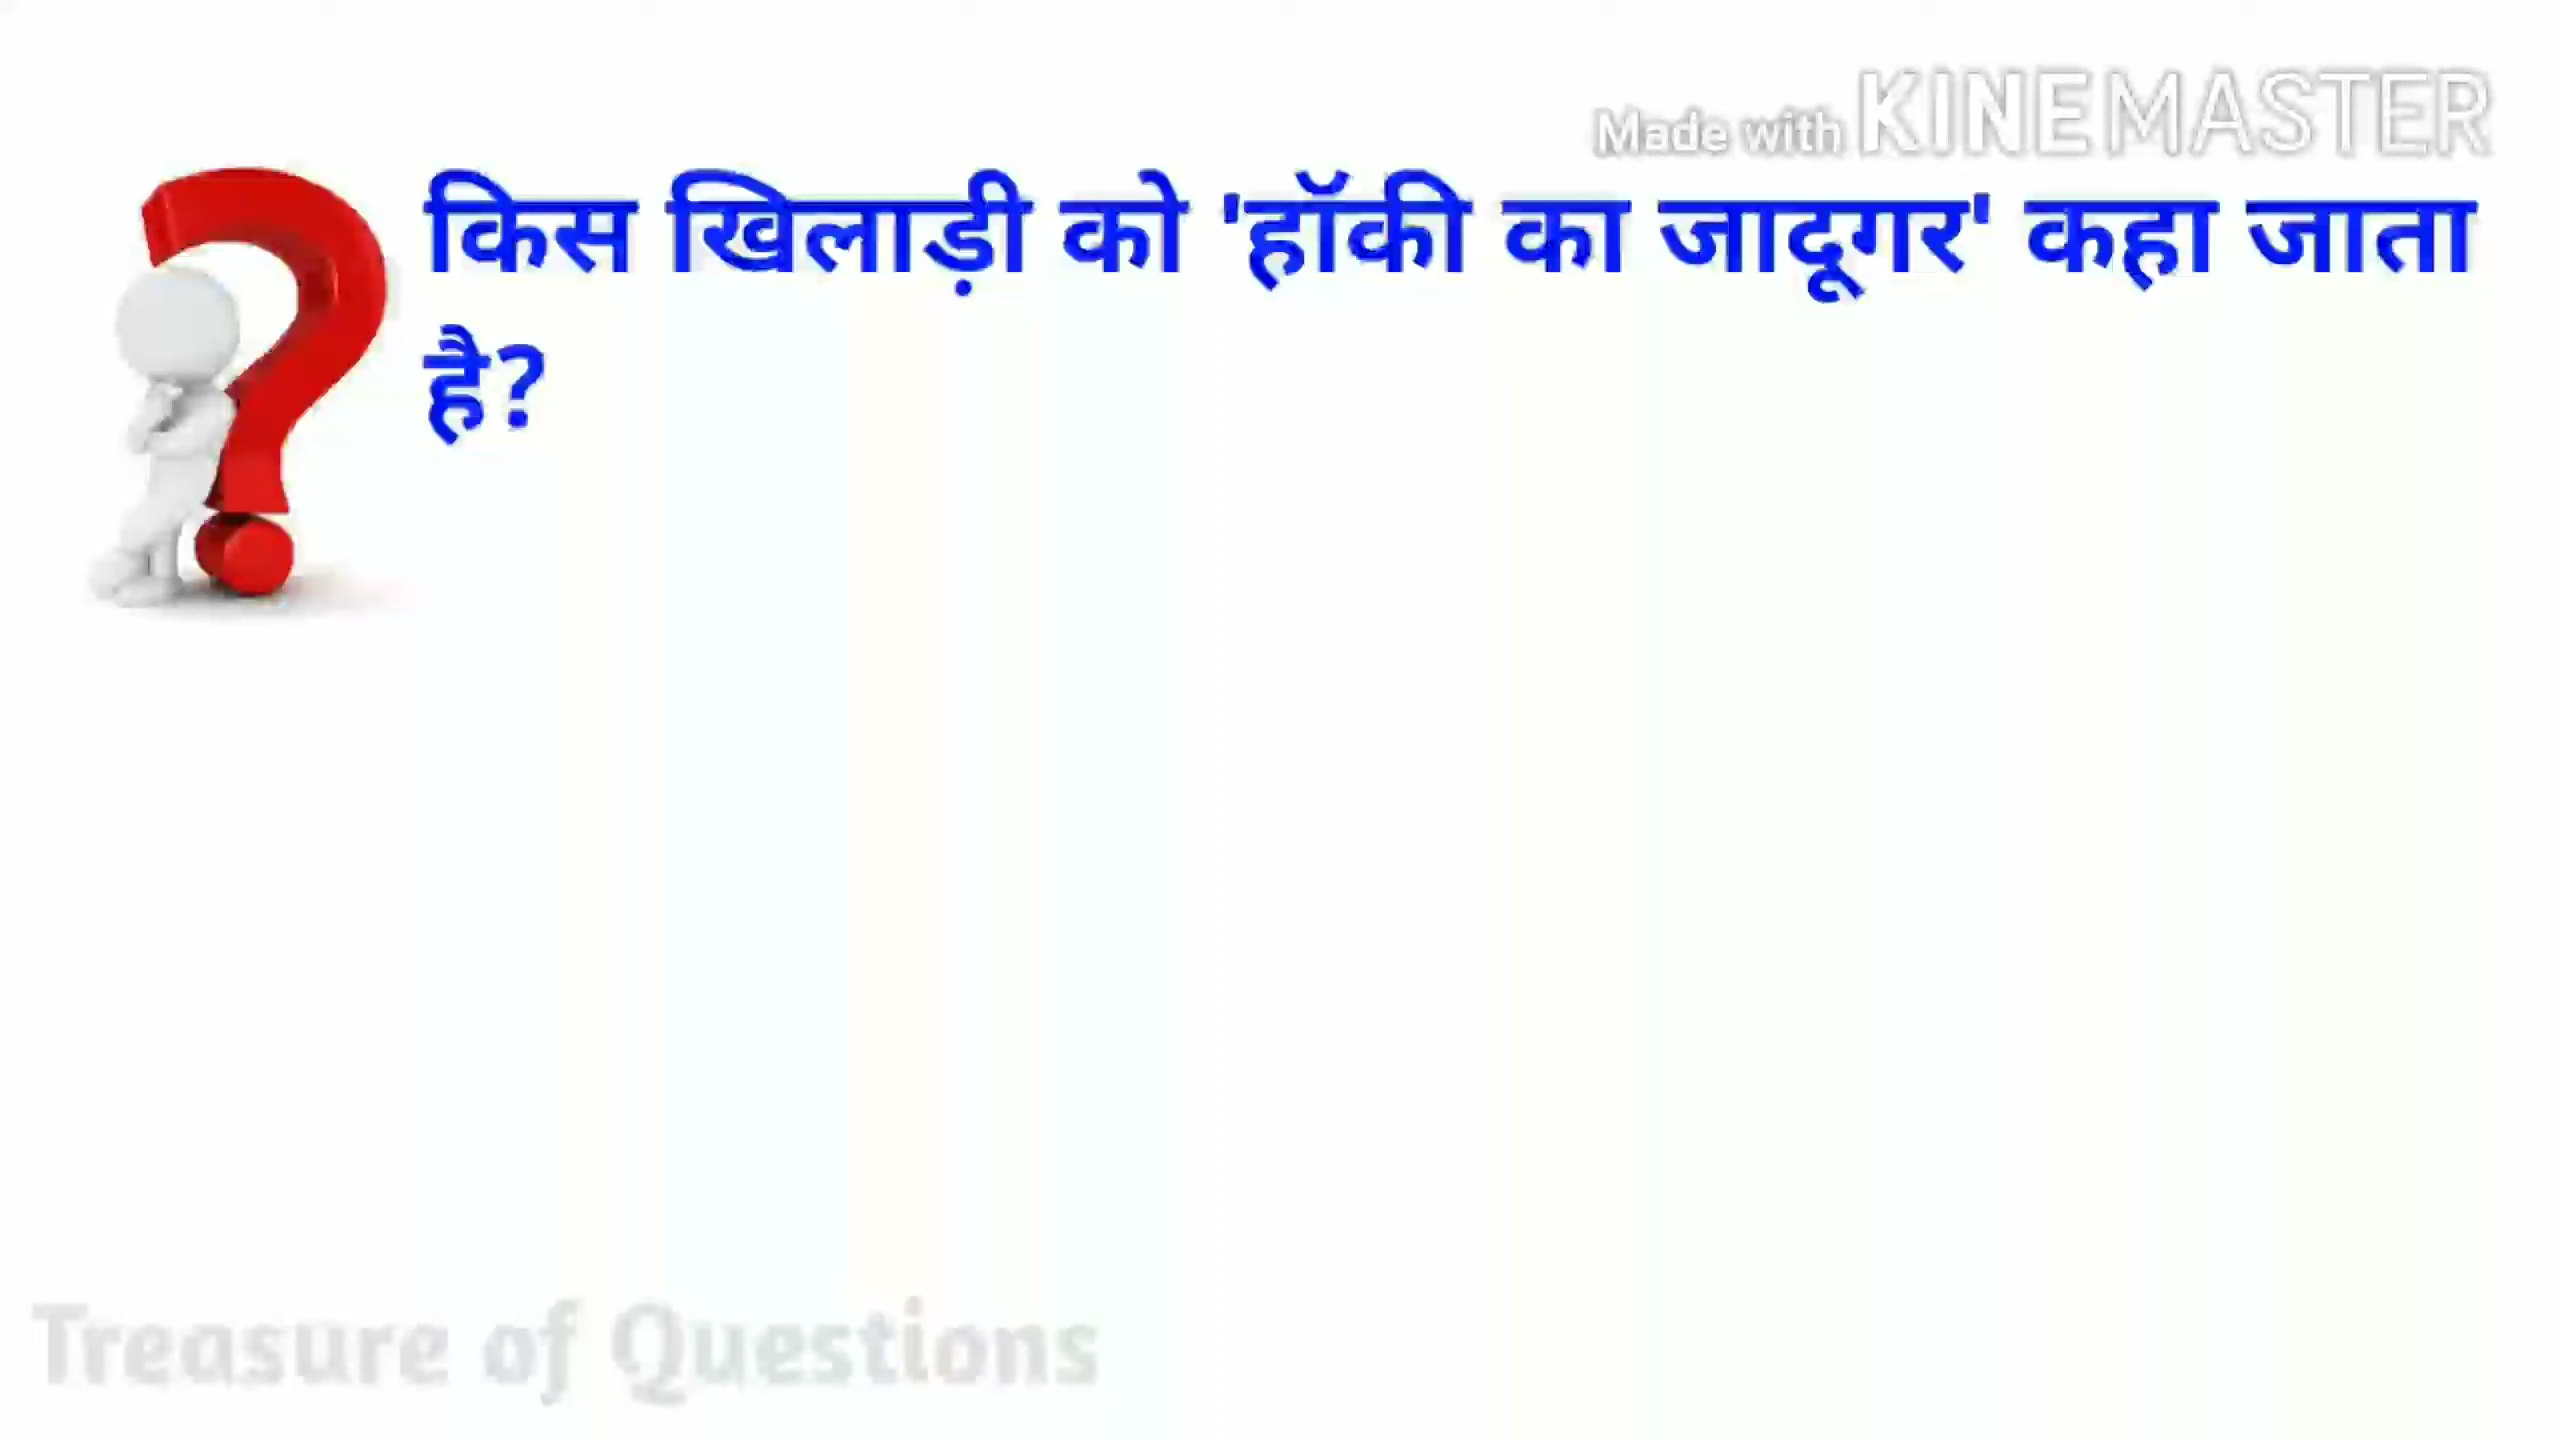 Made with KINEMASTER
किस खिलाड़ी को 'हॉकी का जादूगर' कहा जाता
है?
Treasure of Questions